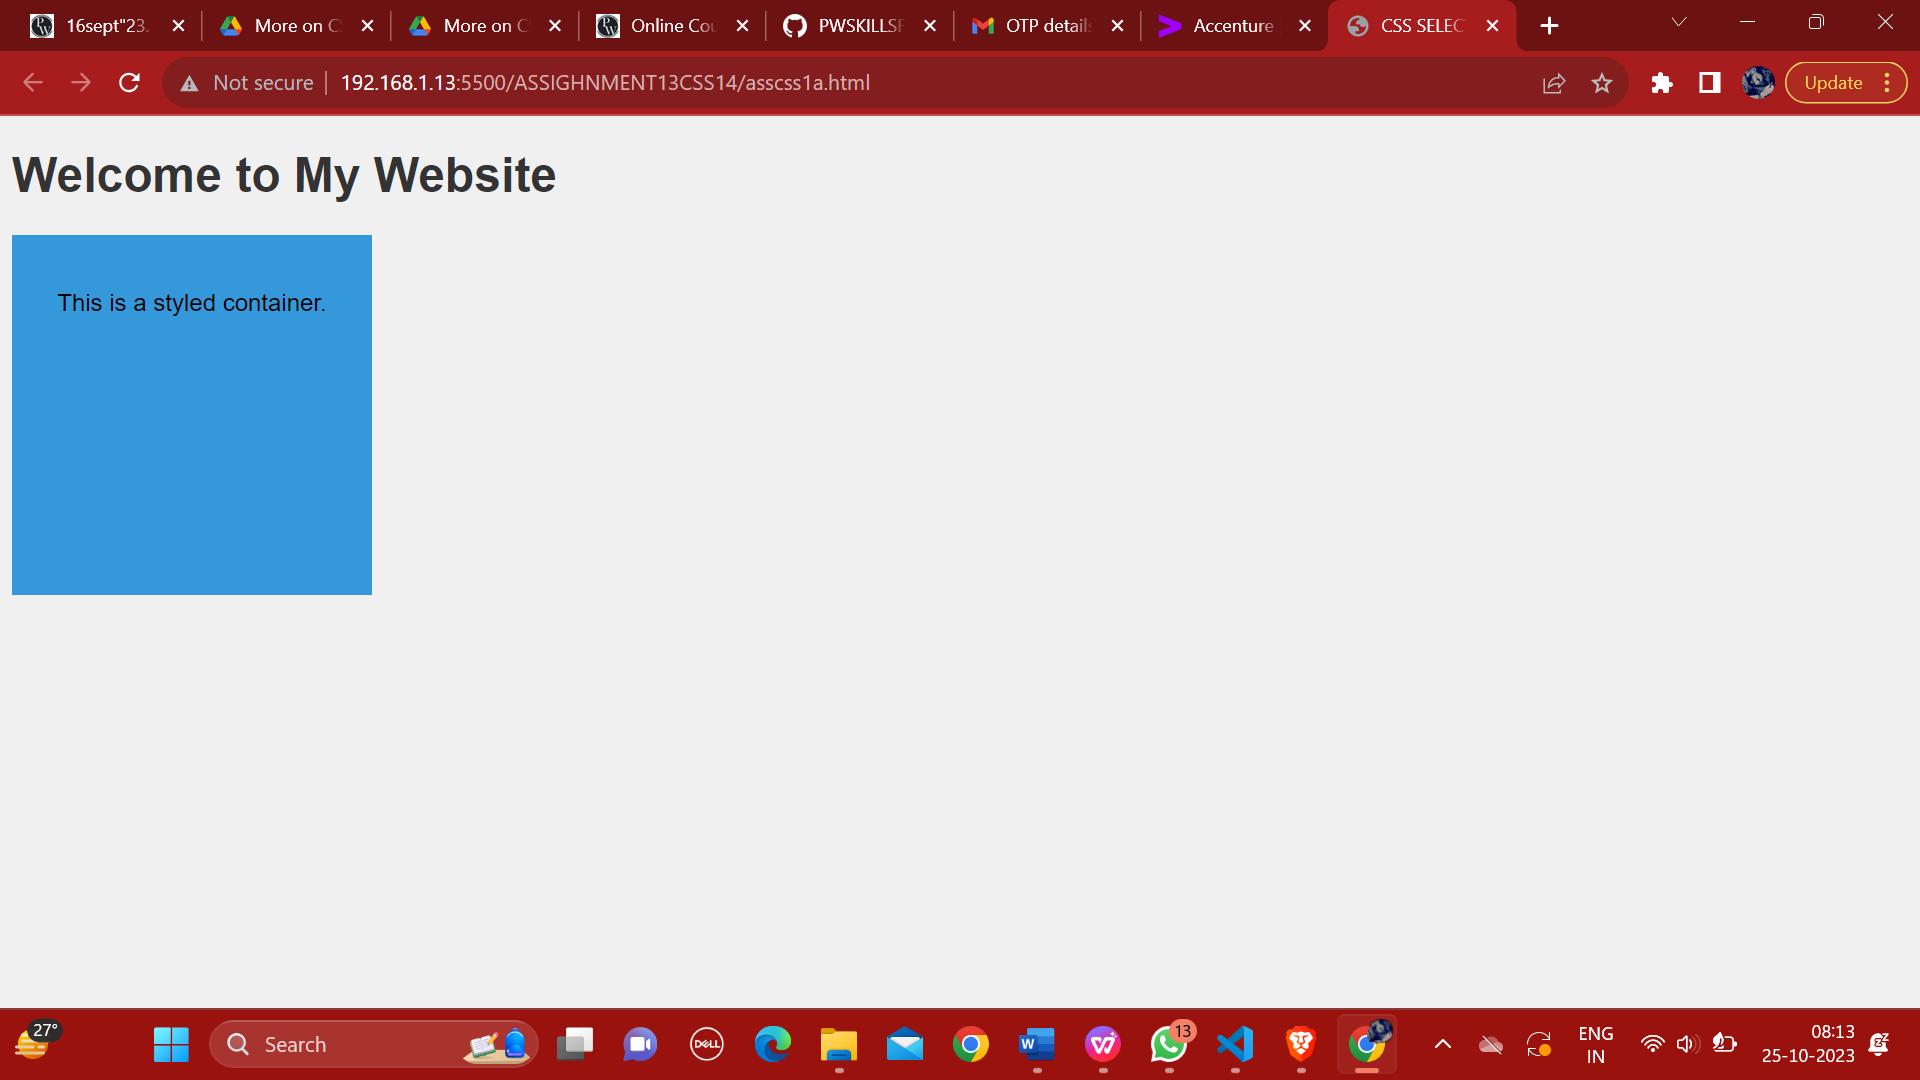 16sept"23.
More on C
More on C
Online Cou
PWSKILLSF
OTP details
Accenture
CSS SELEC
Not secure
192.168.1.13:5500/ASSIGHNMENT13CSS14/asscss1a.html
Update
Welcome to My Website
This is a styled container.
27°
Search
DELL
W
13
ENG
IN
08:13
25-10-2023